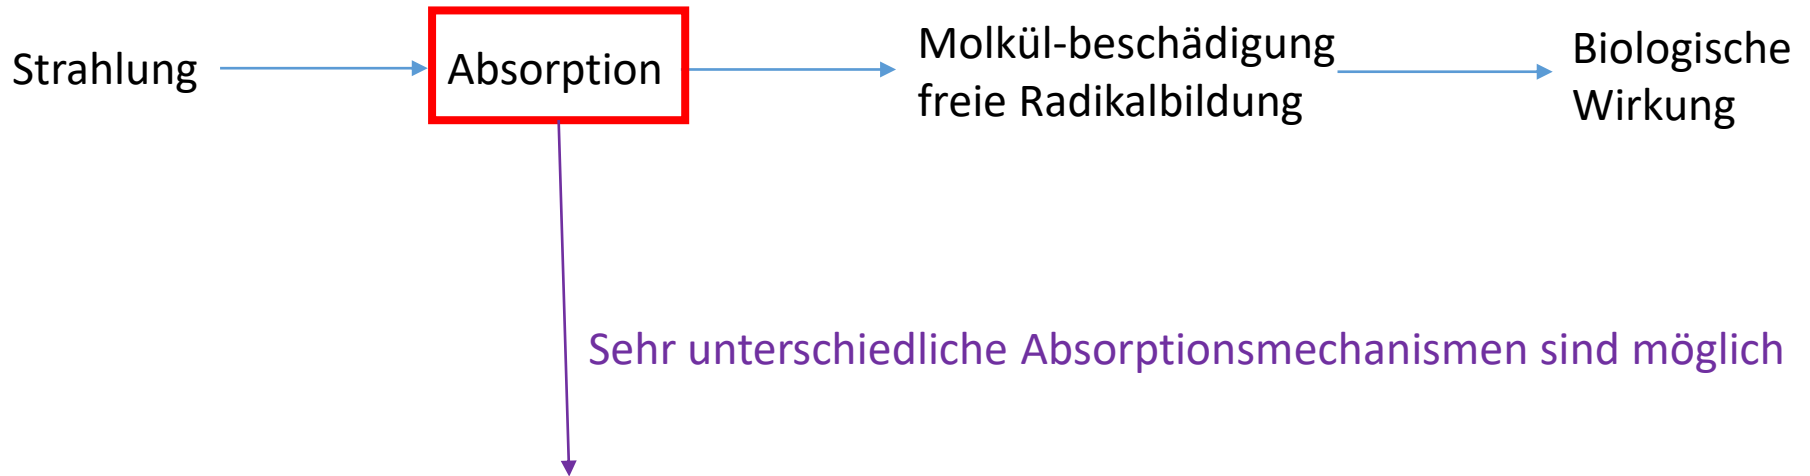 Strahlung
Absorption
Molkül-beschädigung
freie Radikalbildung
Biologische
Wirkung
Sehr unterschiedliche Absorptionsmechanismen sind möglich